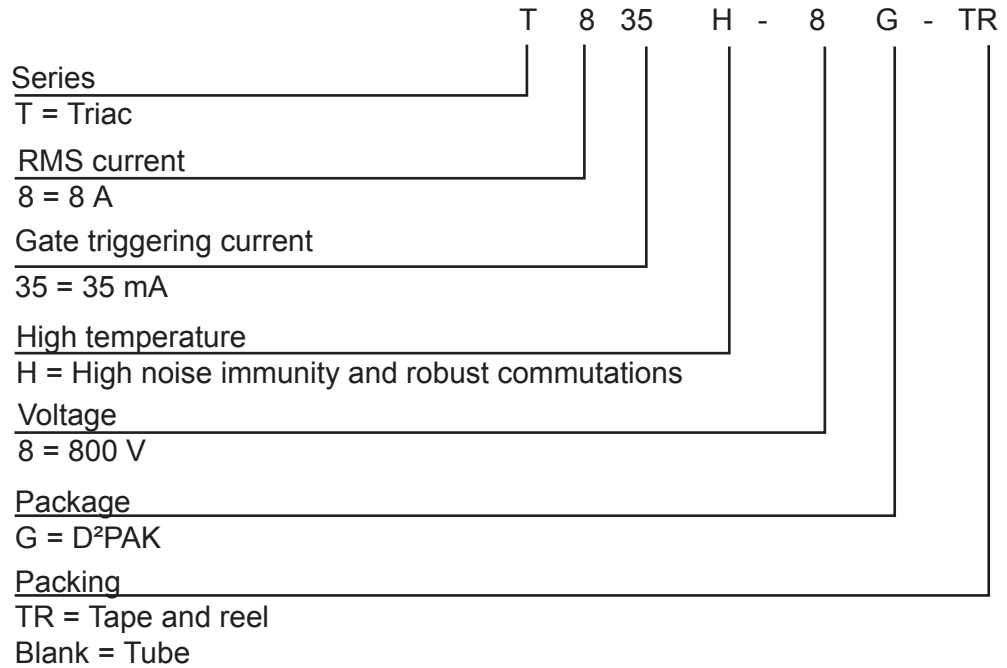 T 8 35 H - 8 G - TR
Series
T = Triac
RMS current
8 = 8 A
Gate triggering current
35 = 35 mA
High temperature
H = High noise immunity and robust commutations
Voltage
8 = 800 V
Package
G = D²PAK
Packing
TR = Tape and reel
Blank = Tube